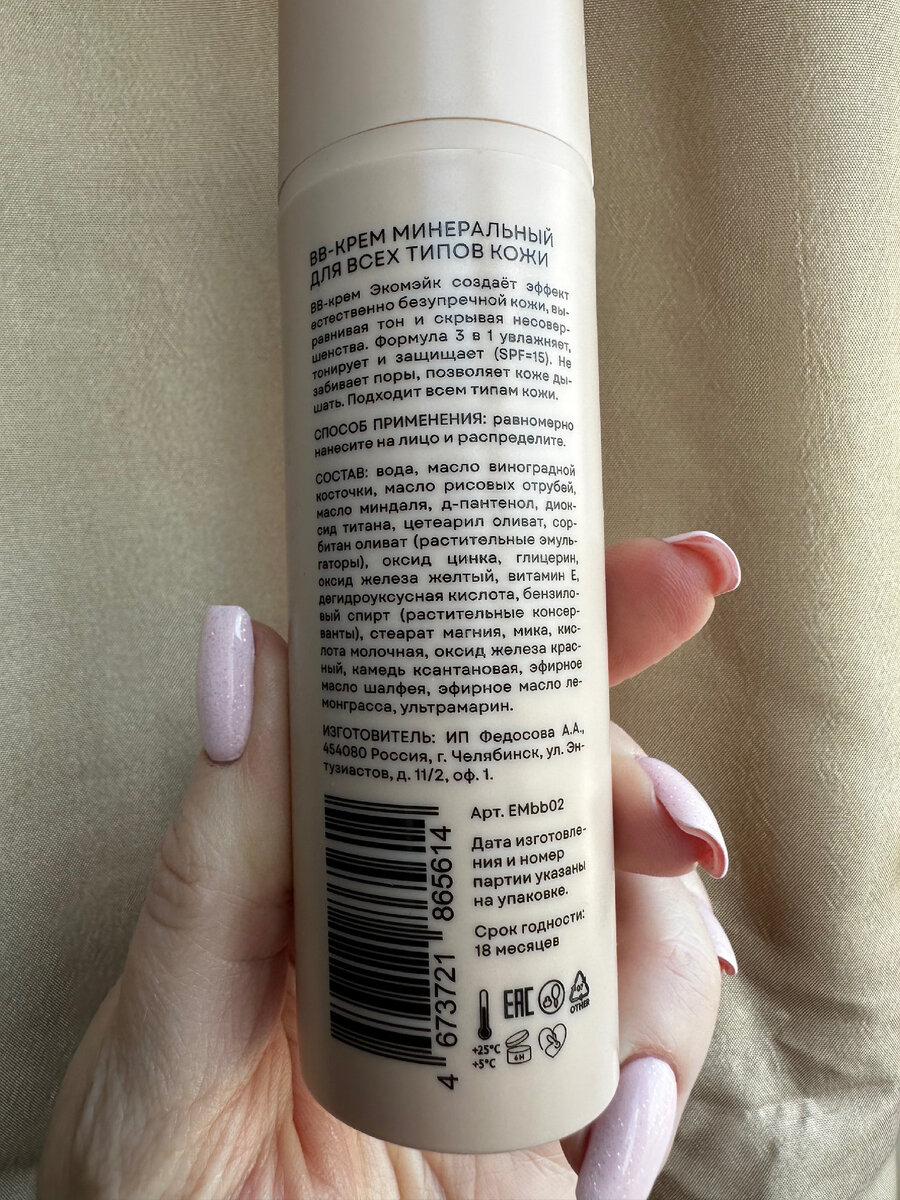 ВВ-КРЕМ МИНЕРАЛЬНЫЙ
ДЛЯ ВСЕХ ТИПОВ КОЖИ
ВВ-крем Экомэйк создаёт эффект
естественно безупречной кожи, вы-
равнивая тон и скрывая несовер-
шенства. Формула 3 в 1 увлажняет,
тонирует и защищает (SPF=15). Не
забивает поры, позволяет коже ды-
шать. Подходит всем типам кожи.
СПОСОБ ПРИМЕНЕНИЯ: равномерно
нанесите на лицо и распределите.
СОСТАВ: вода, масло виноградной
косточки, масло рисовых отрубей,
масло миндаля, д-пантенол, диок-
сид титана, цетеарил оливат, сор-
битан оливат (растительные эмуль-
гаторы), оксид цинка, глицерин,
оксид железа желтый, витамин Е,
дегидроуксусная кислота, бензило-
вый спирт (растительные консер-
ванты), стеарат магния, мика, кис-
лота молочная, оксид железа крас-
ный, камедь ксантановая, эфирное
масло шалфея, эфирное масло ле-
монграсса, ультрамарин.
ИЗГОТОВИТЕЛЬ: ИП Федосова А.А.,
454080 Россия, г. Челябинск, ул. Эн-
тузиастов, д. 11/2, оф. 1.
4 673721 865614
Арт. EMbb02
Дата изготовле-
ния и номер
партии указаны
на упаковке.
Срок годности:
18 месяцев
EAC
07
OTHER
+25°C
+5°C
6M